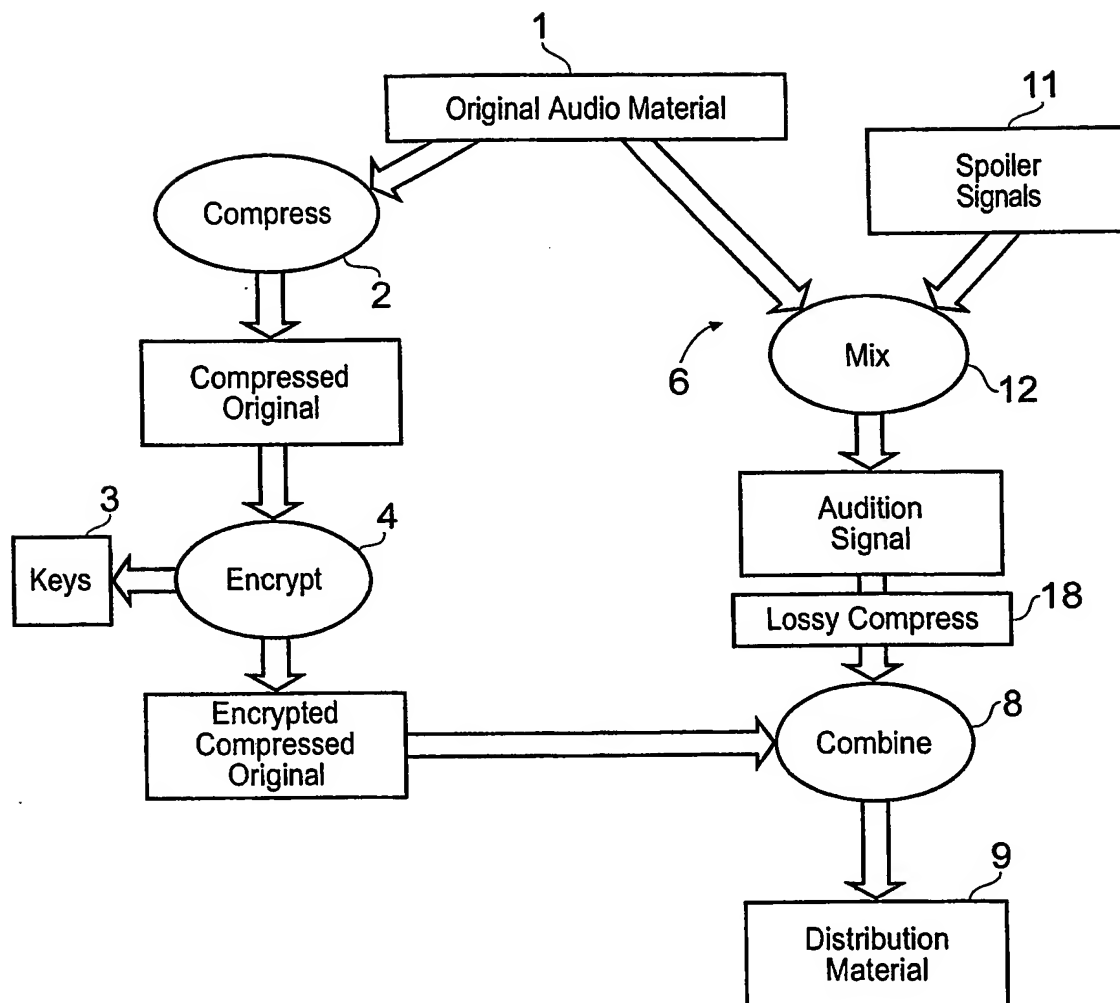 1
Original Audio Material
11
Spoiler
Signals
Compress
2
6
Mix
12
Compressed
Original
3
Keys
4
Encrypt
Audition
Signal
Lossy Compress
18
Encrypted
Compressed
Original
Combine
8
9
Distribution
Material